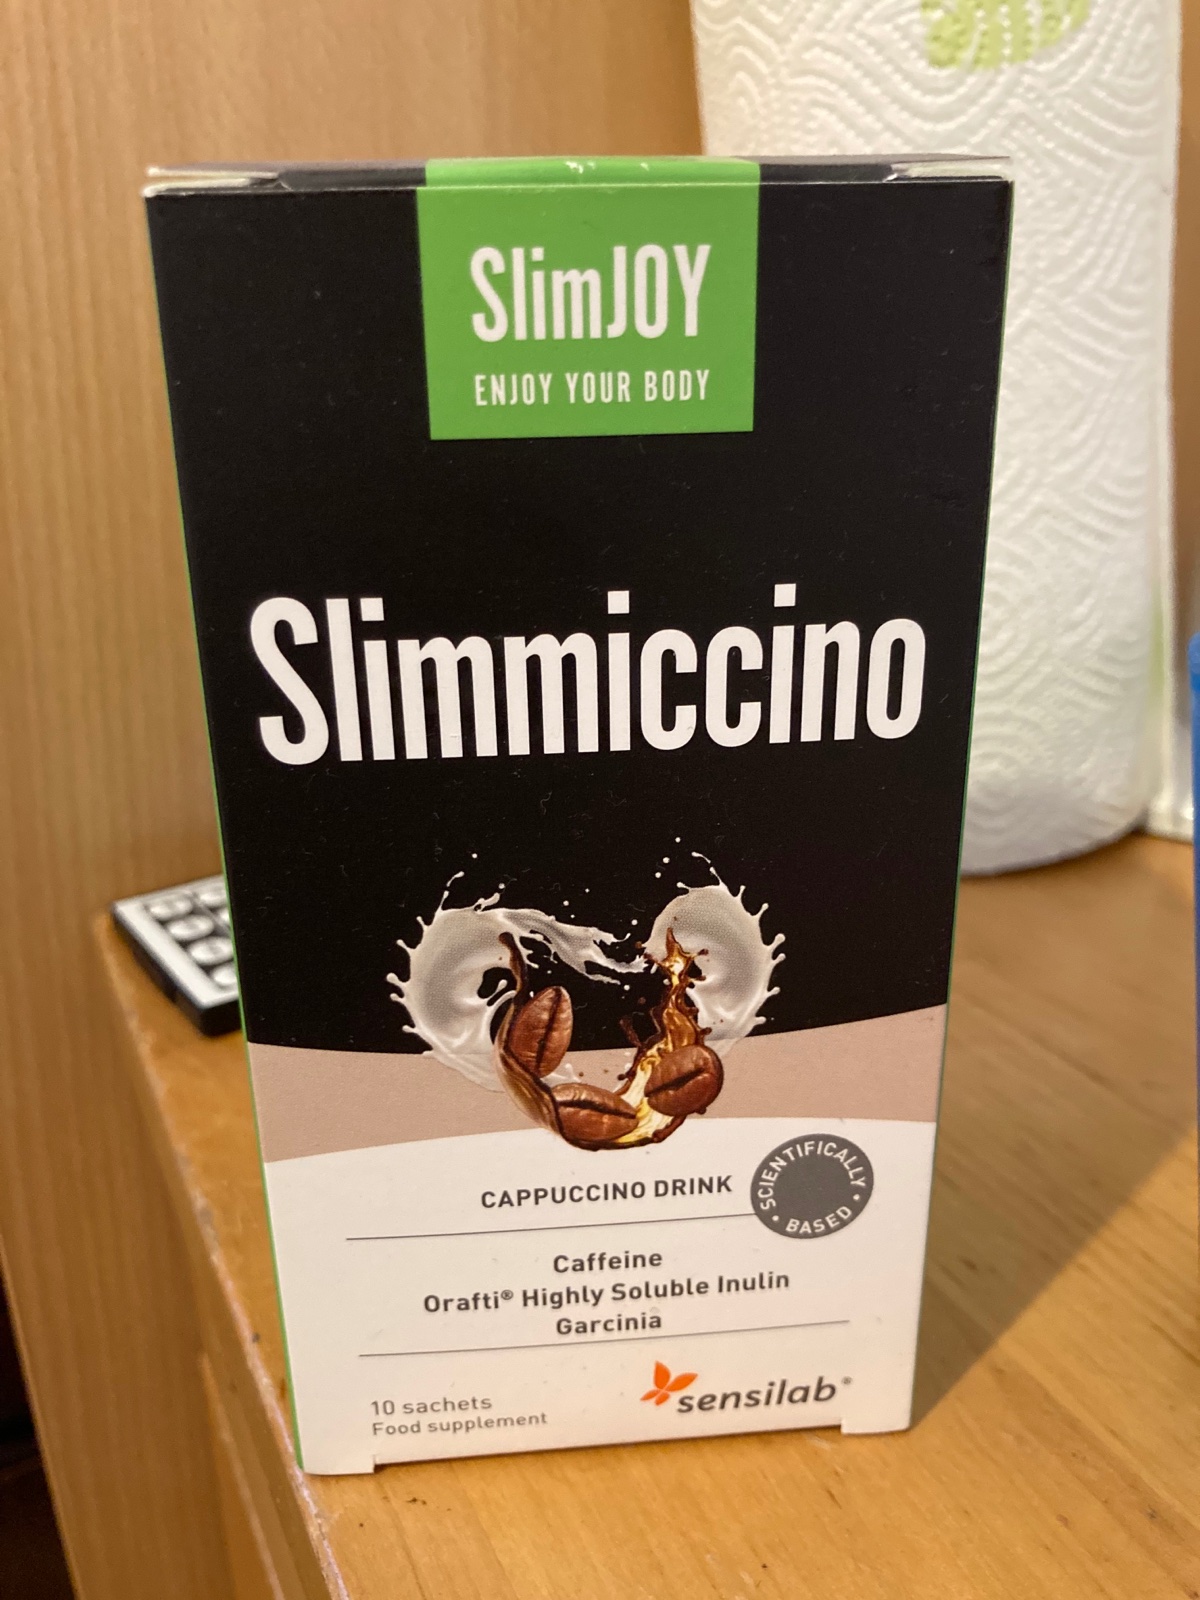 SlimJOY
ENJOY YOUR BODY
Slimmiccino
CAPPUCCINO DRINK
SCIENTIFICALLY
• BASED •
Caffeine
Orafti® Highly Soluble Inulin
Garcinia
10 sachets
Food supplement
sensilab®